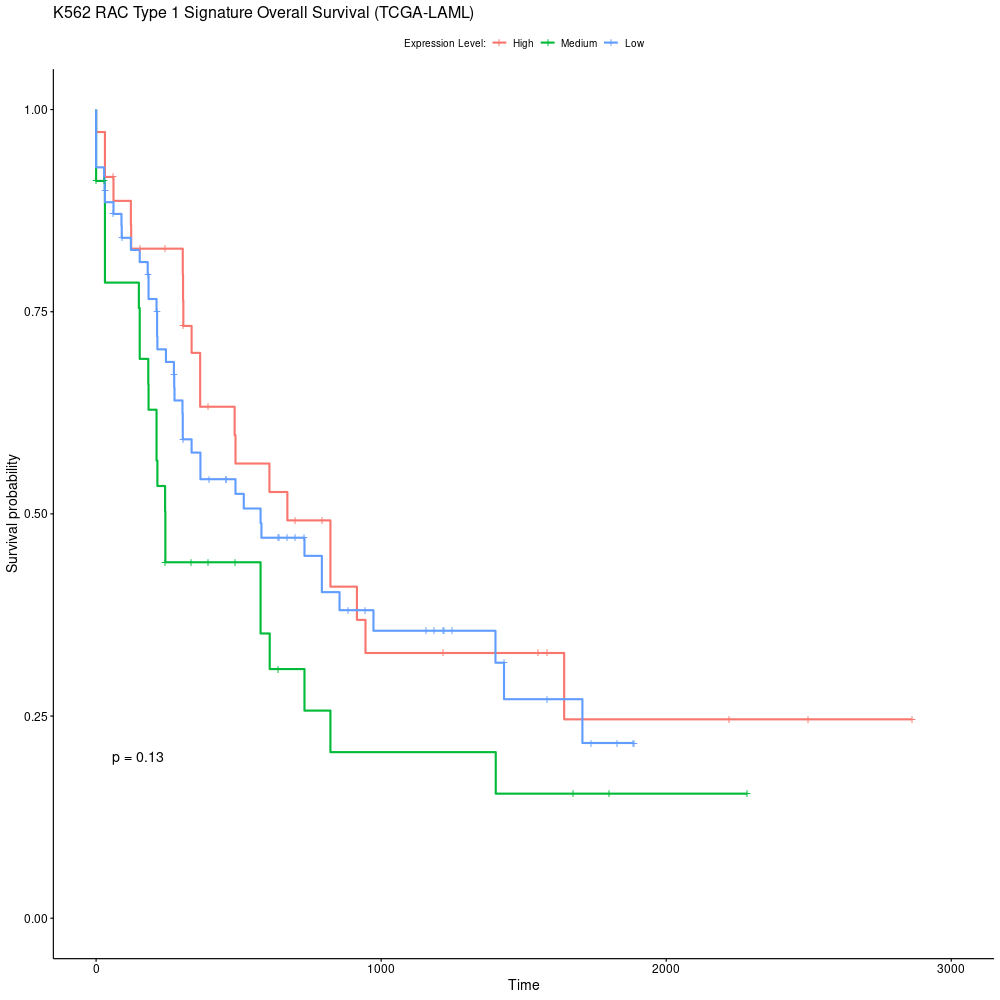 K562 RAC Type 1 Signature Overall Survival (TCGA-LAML)
Expression Level: High Medium Low
Survival probability
1.00
0.75
0.50
0.25
0.00
p = 0.13
0 1000 2000 3000
Time